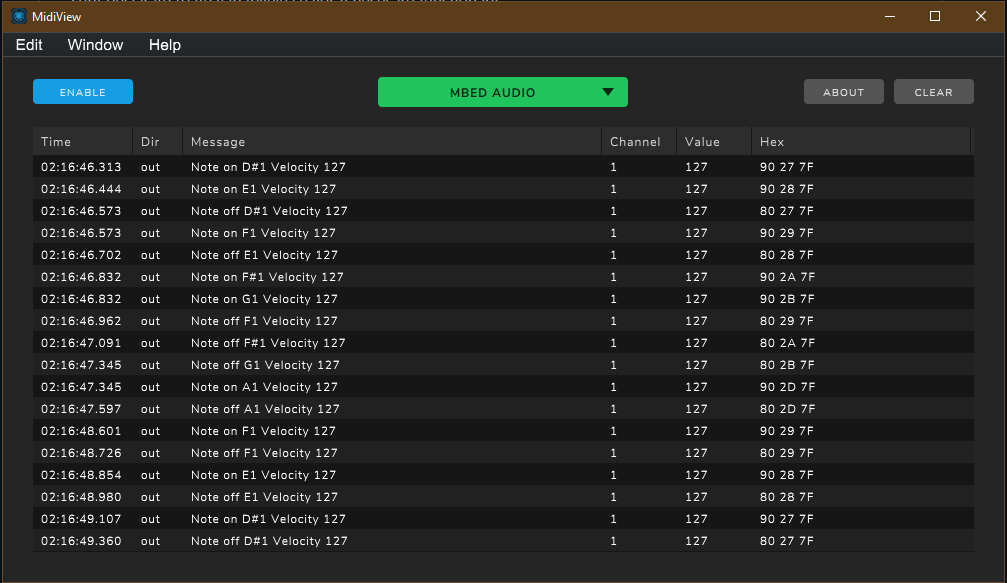 MidiView
Edit Window Help
ENABLE MBED AUDIO ABOUT CLEAR
Time Dir Message Channel Value Hex
02:16:46.313 out Note on D#1 Velocity 127 1 127 90 27 7F
02:16:46.444 out Note on E1 Velocity 127 1 127 90 28 7F
02:16:46.573 out Note off D#1 Velocity 127 1 127 80 27 7F
02:16:46.573 out Note on F1 Velocity 127 1 127 90 29 7F
02:16:46.702 out Note off E1 Velocity 127 1 127 80 28 7F
02:16:46.832 out Note on F#1 Velocity 127 1 127 90 2A 7F
02:16:46.832 out Note on G1 Velocity 127 1 127 90 2B 7F
02:16:46.962 out Note off F1 Velocity 127 1 127 80 29 7F
02:16:47.091 out Note off F#1 Velocity 127 1 127 80 2A 7F
02:16:47.345 out Note off G1 Velocity 127 1 127 80 2B 7F
02:16:47.345 out Note on A1 Velocity 127 1 127 90 2D 7F
02:16:47.597 out Note off A1 Velocity 127 1 127 80 2D 7F
02:16:48.601 out Note on F1 Velocity 127 1 127 90 29 7F
02:16:48.726 out Note off F1 Velocity 127 1 127 80 29 7F
02:16:48.854 out Note on E1 Velocity 127 1 127 90 28 7F
02:16:48.980 out Note off E1 Velocity 127 1 127 80 28 7F
02:16:49.107 out Note on D#1 Velocity 127 1 127 90 27 7F
02:16:49.360 out Note off D#1 Velocity 127 1 127 80 27 7F